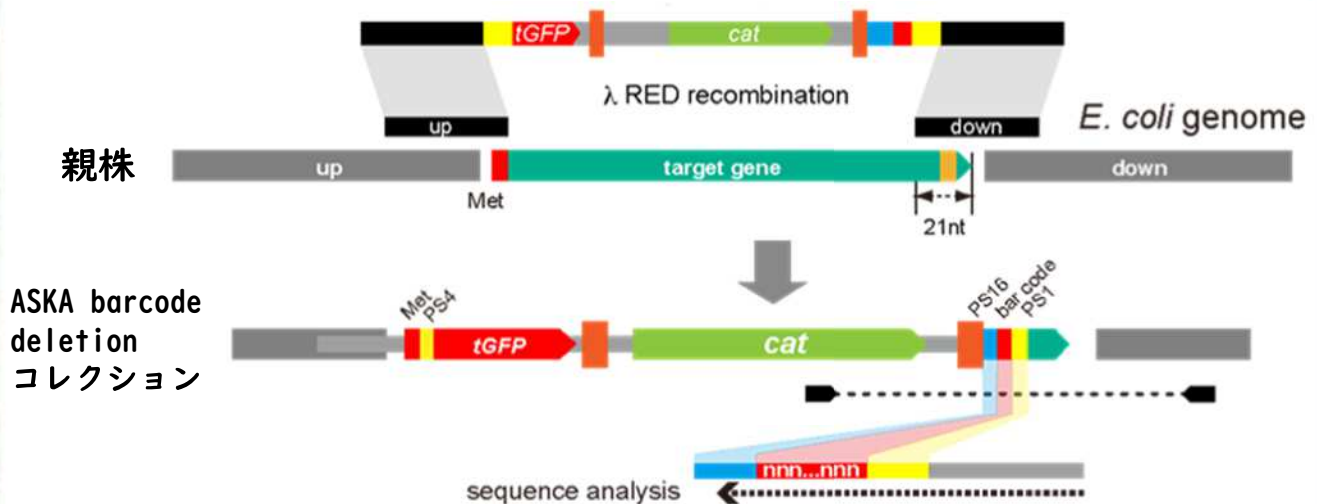 tGFP cat
λ RED recombination
up down E. coli genome
親株 up target gene down
Met
21nt
ASKA barcode
deletion
コレクション
Met PS4 PS16 bar code PS1
tGFP cat
nnn...nnn
sequence analysis